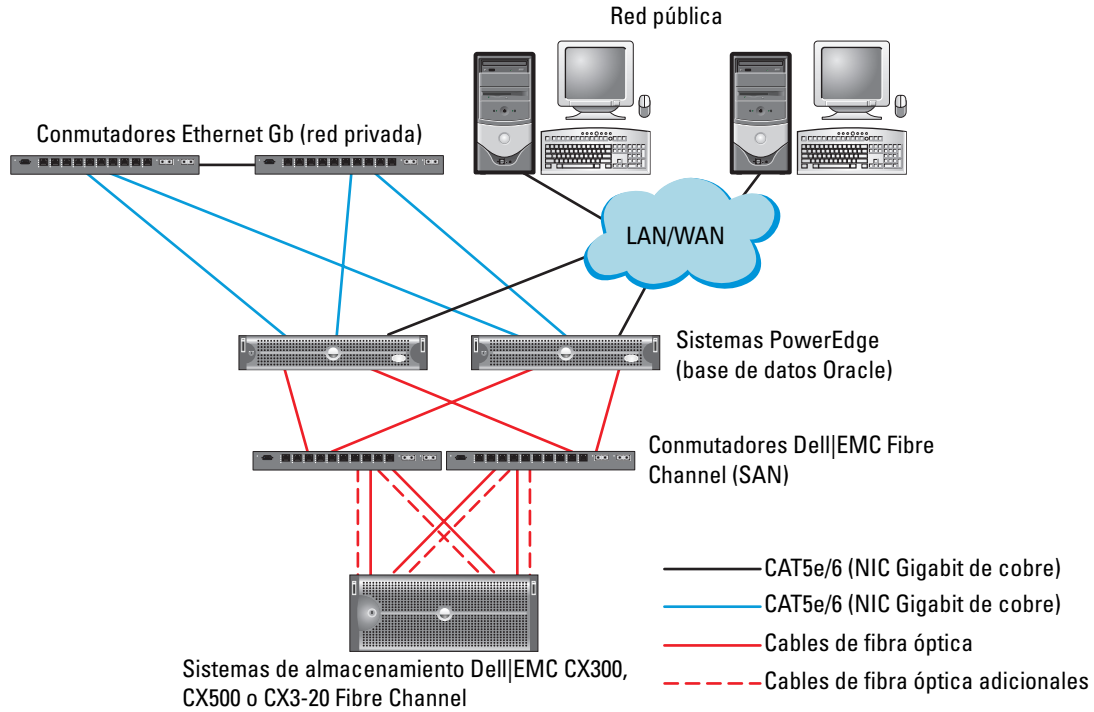 Red pública
Conmutadores Ethernet Gb (red privada)
LAN/WAN
Sistemas PowerEdge
(base de datos Oracle)
Conmutadores Dell|EMC Fibre
Channel (SAN)
CAT5e/6 (NIC Gigabit de cobre)
CAT5e/6 (NIC Gigabit de cobre)
Cables de fibra óptica
Cables de fibra óptica adicionales
Sistemas de almacenamiento Dell|EMC CX300,
CX500 o CX3-20 Fibre Channel